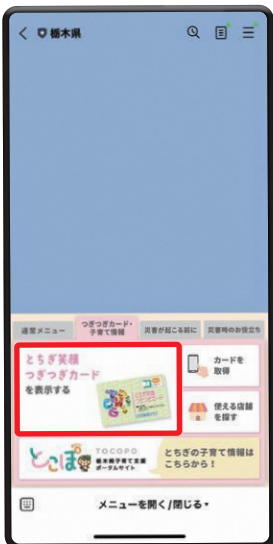 栃木県
通常メニュー
つぎつぎカード・
子育て情報
災害が起こる前に
災害時のお役立ち
とちぎ笑顔
つぎつぎカード
を表示する
カードを
取得
使える店舗
を探す
とこぽ
TOCOPO
栃木県子育て支援
ポータルサイト
とちぎの子育て情報は
こちらから！
メニューを開く/閉じる